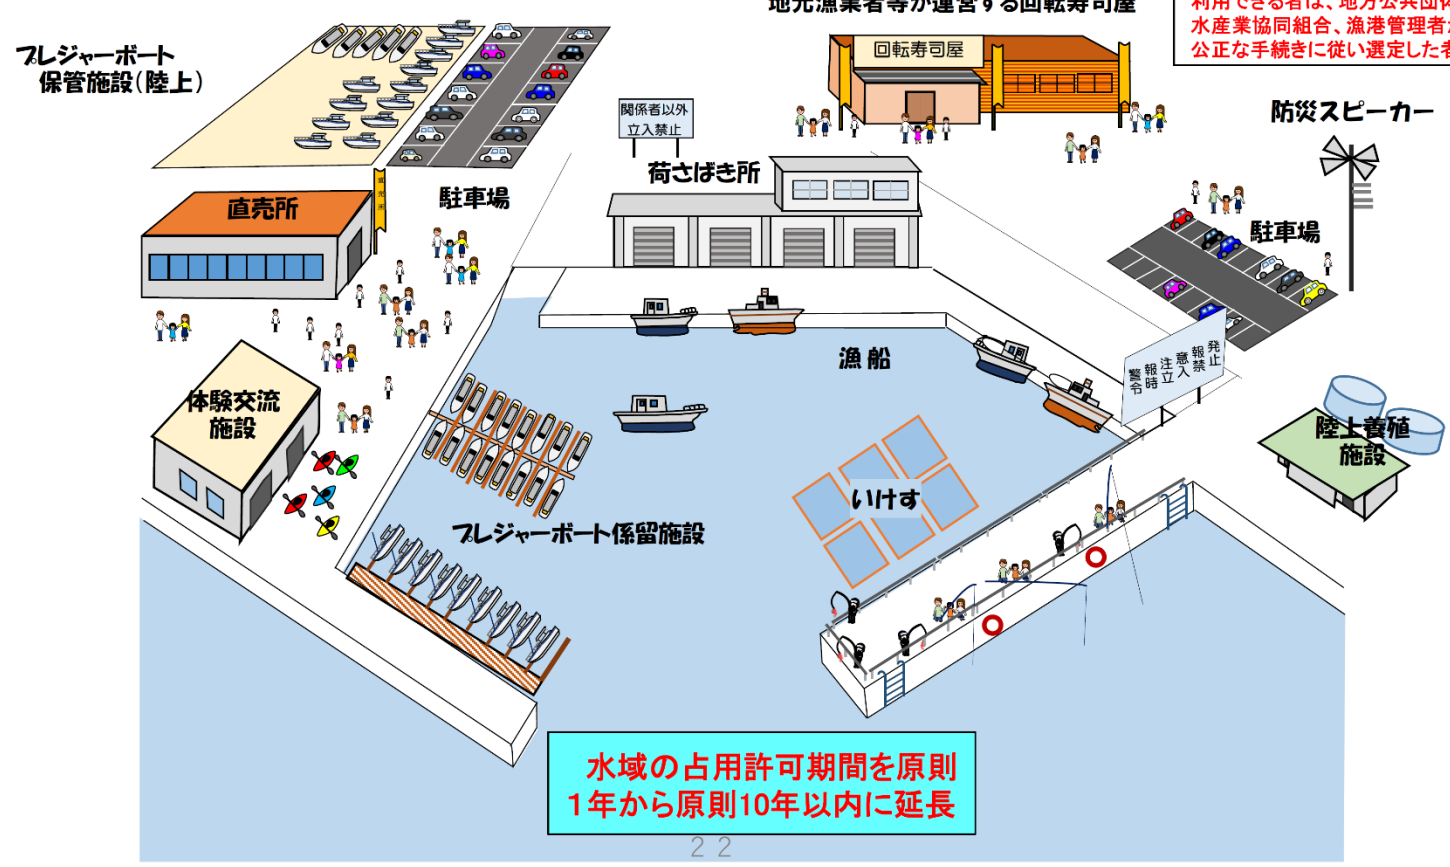 地元漁業者等が運営する回転寿司屋
利用できる者は、地方公共団体
水産業協同組合、漁港管理者が
公正な手続きに従い選定した者
プレジャーボート
保管施設(陸上)
回転寿司屋
関係者以外
立入禁止
防災スピーカー
荷さばき所
駐車場
直売所
直売所
駐車場
漁船
警報注意報発
令時立入禁止
体験交流
施設
陸上養殖
施設
いけす
プレジャーボート係留施設
水域の占用許可期間を原則
1年から原則10年以内に延長
22